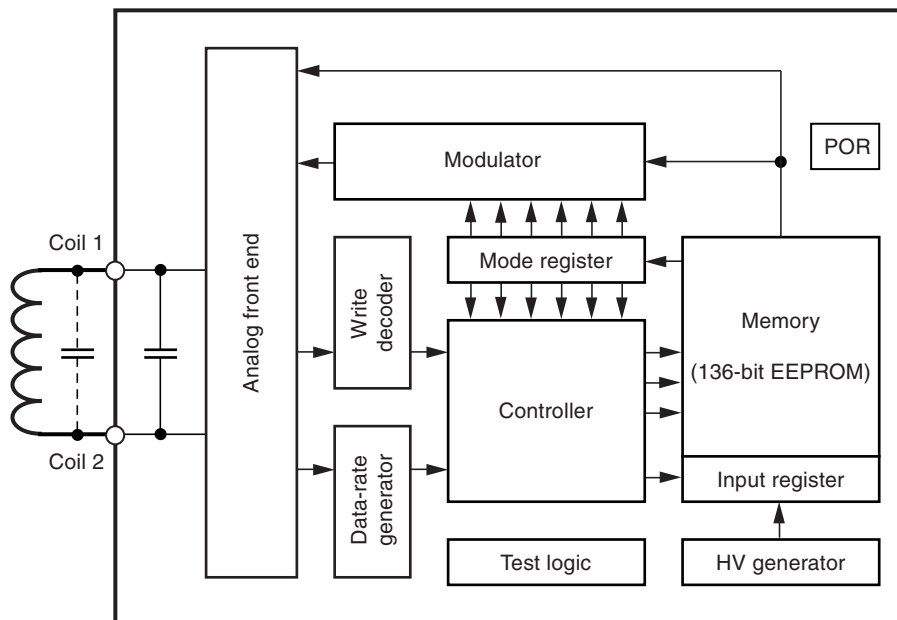 Modulator
POR
Coil 1
Analog front end
Write
decoder
Mode register
Memory
(136-bit EEPROM)
Controller
Coil 2
Data-rate
generator
Input register
Test logic
HV generator